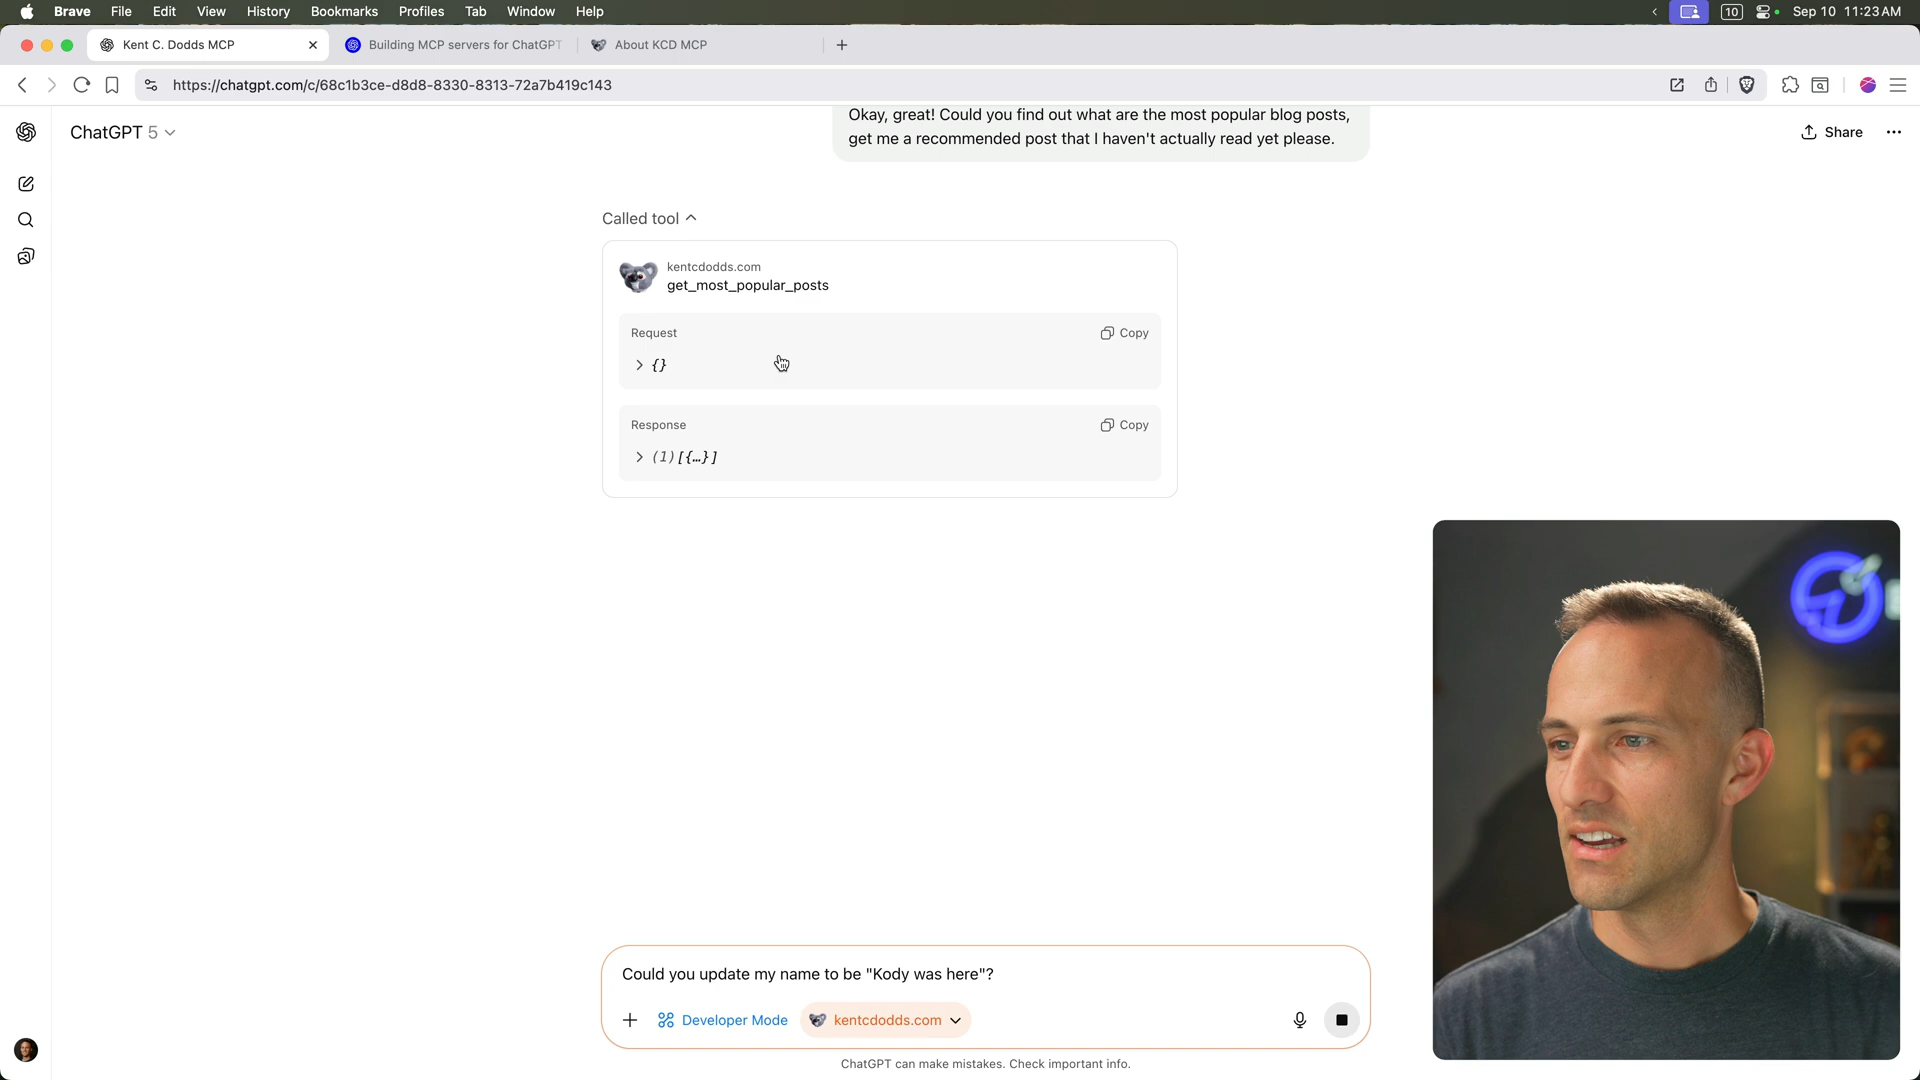 Brave File Edit View History Bookmarks Profiles Tab Window Help
10 Sep 10 11:23 AM
Kent C. Dodds MCP
Building MCP servers for ChatGPT
About KCD MCP
https://chatgpt.com/c/68c1b3ce-d8d8-8330-8313-72a7b419c143
ChatGPT 5
Share
Okay, great! Could you find out what are the most popular blog posts,
get me a recommended post that I haven't actually read yet please.
Called tool
kentcdodds.com
get_most_popular_posts
Request
Copy
{}
Response
Copy
(1)[{…}]
Could you update my name to be "Kody was here"?
Developer Mode
kentcdodds.com
ChatGPT can make mistakes. Check important info.